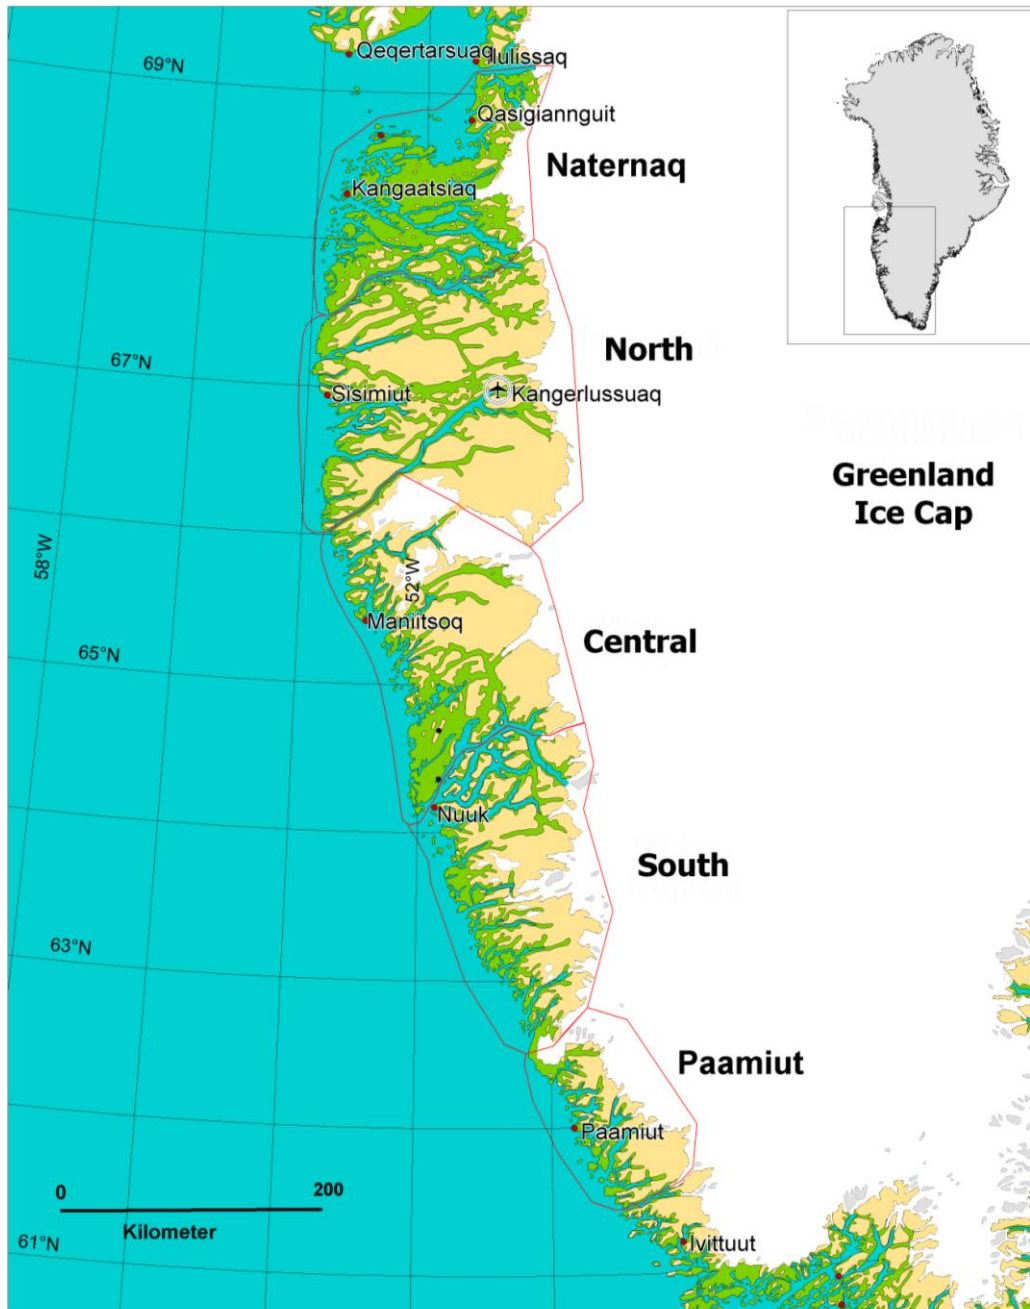 Qeqertarsuaq
Ilulissaq
69°N
Qasigiannguit
Naternaq
Kangaatsiaq
North
67°N
Sisimiut
Kangerlussuaq
Greenland
Ice Cap
58°W
52°W
Maniitsoq
Central
65°N
Nuuk
South
63°N
Paamiut
Paamiut
0
200
Kilometer
61°N
Ivittuut